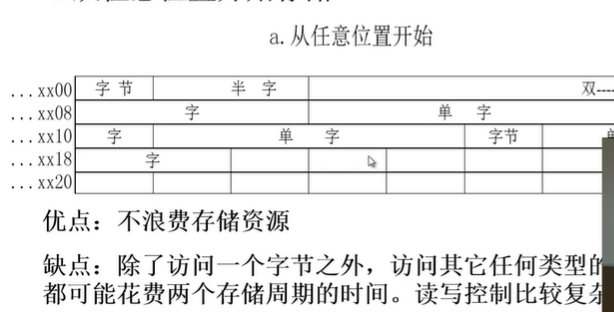 a.从任意位置开始
...xx00 字 节 半 字 双----
...xx08 字 单 字
...xx10 字 单 字 字节
...xx18 字
...xx20
优点：不浪费存储资源
缺点：除了访问一个字节之外，访问其它任何类型的
都可能花费两个存储周期的时间。读写控制比较复杂